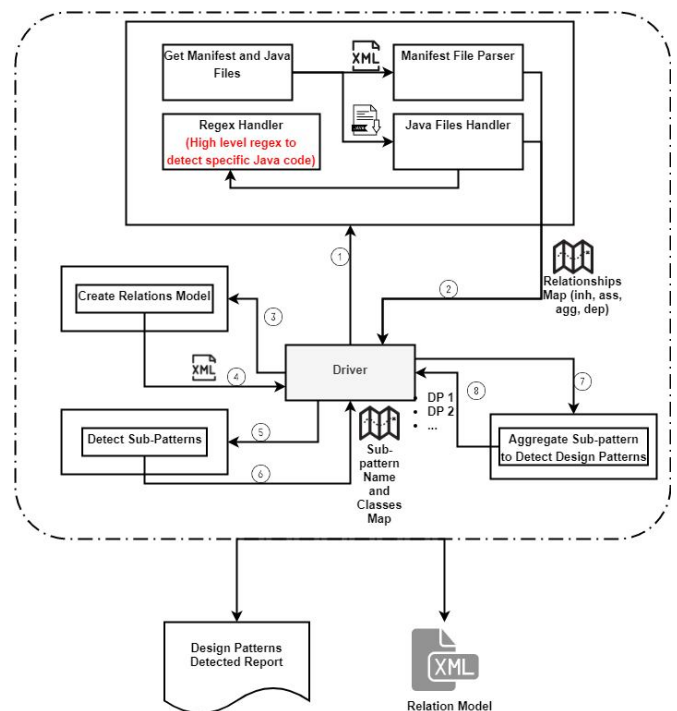 Get Manifest and Java
Files
XML
Manifest File Parser
Regex Handler
(High level regex to
detect specific Java code)
Java Files Handler
1
2
Relationships
Map (inh, ass,
agg, dep)
Create Relations Model
3
XML
4
Driver
7
8
• DP 1
• DP 2
• ...
Detect Sub-Patterns
5
6
Sub-
pattern
Name
and
Classes
Map
Aggregate Sub-pattern
to Detect Design Patterns
Design Patterns
Detected Report
XML
Relation Model